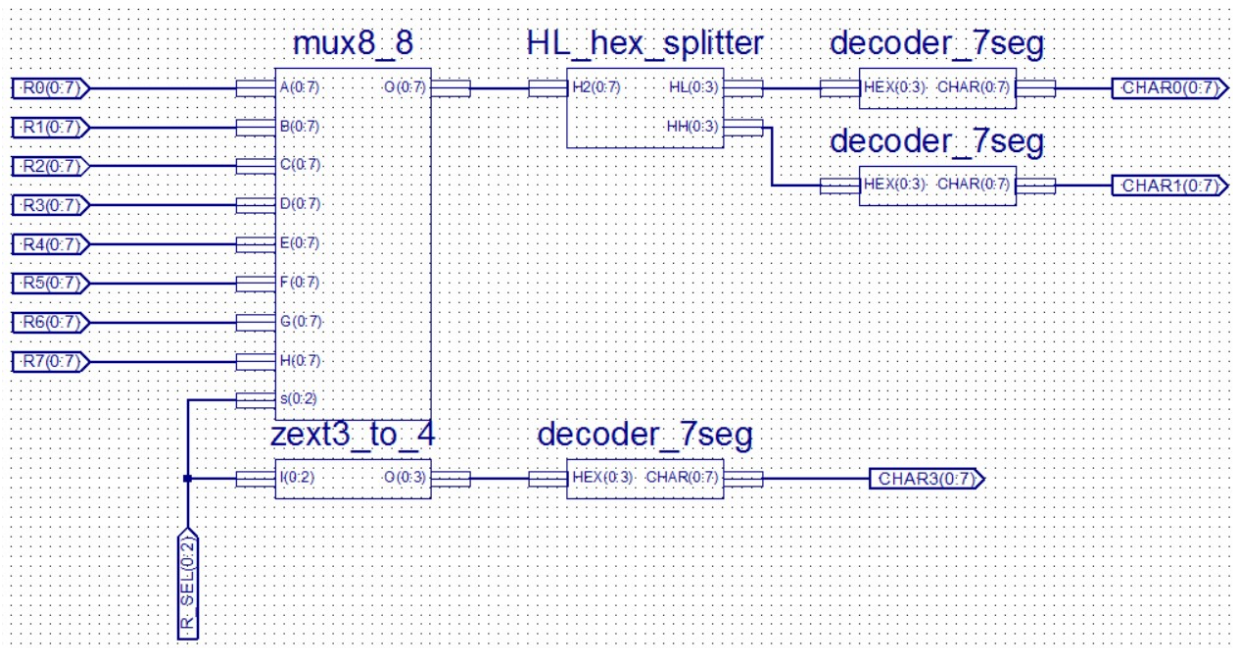 mux8_8 HL_hex_splitter decoder_7seg
R0(0:7) A(0:7) O(0:7) H2(0:7) HL(0:3) HEX(0:3) CHAR(0:7) CHAR0(0:7)
R1(0:7) B(0:7) HH(0:3)
decoder_7seg
R2(0:7) C(0:7)
HEX(0:3) CHAR(0:7) CHAR1(0:7)
R3(0:7) D(0:7)
R4(0:7) E(0:7)
R5(0:7) F(0:7)
R6(0:7) G(0:7)
R7(0:7) H(0:7)
s(0:2)
zext3_to_4 decoder_7seg
I(0:2) O(0:3) HEX(0:3) CHAR(0:7) CHAR3(0:7)
R_SEL(0:2)